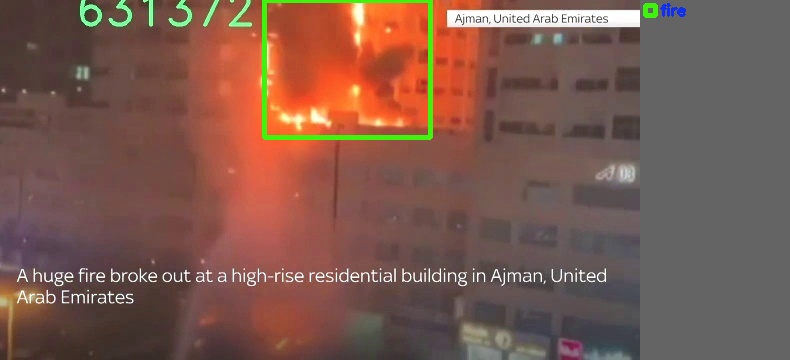 631372
Ajman, United Arab Emirates
fire
A huge fire broke out at a high-rise residential building in Ajman, United
Arab Emirates